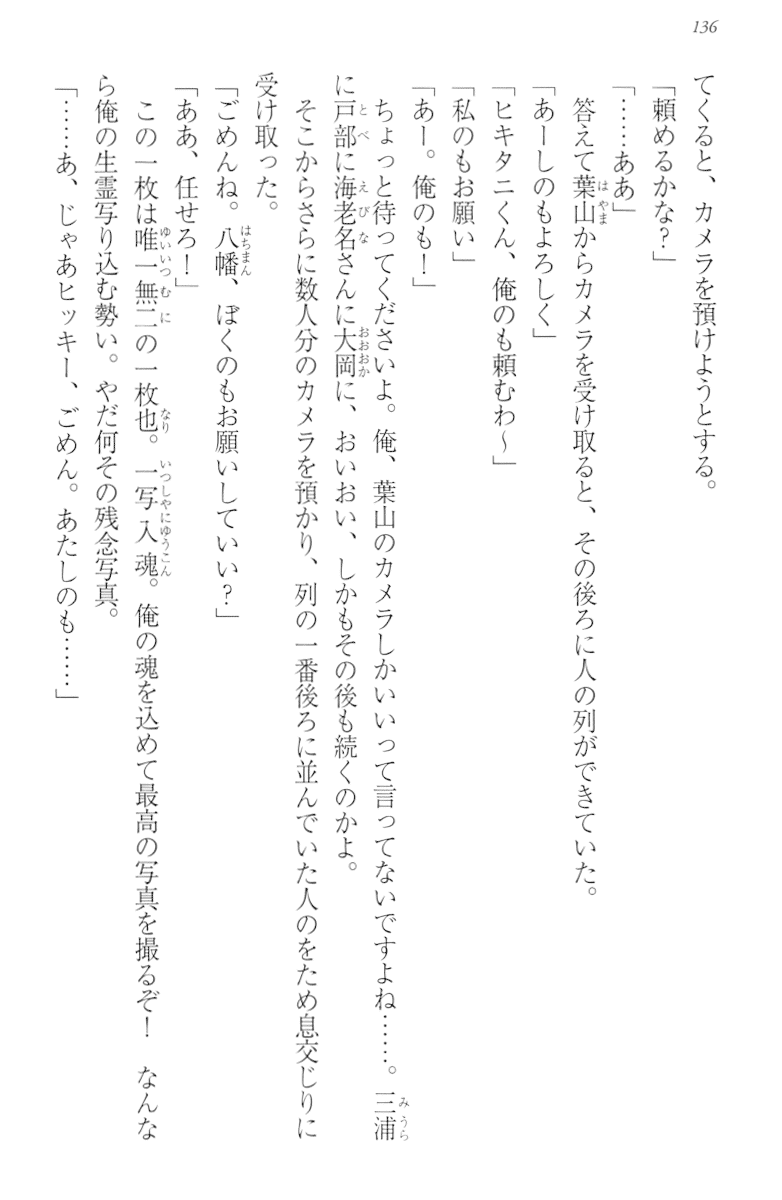 136
てくると、カメラを預けようとする。
「頼めるかな?」
「……ああ」
答えて葉山からカメラを受け取ると、その後ろに人の列ができていた。
「あーしのもよろしく」
「ヒキタニくん、俺のも頼むわ~」
「私のもお願い」
「あー。俺のも!」
ちょっと待ってくださいよ。俺、葉山のカメラしかいいって言ってないですよね……。三浦
に戸部に海老名さんに大岡に、おいおい、しかもその後も続くのかよ。
そこからさらに数人分のカメラを預かり、列の一番後ろに並んでいた人のをため息交じりに
受け取った。
「ごめんね。八幡、ぼくのもお願いしていい?」
「ああ、任せろ!」
この一枚は唯一無二の一枚也。一写入魂。俺の魂を込めて最高の写真を撮るぞ! なんな
ら俺の生霊写り込む勢い。やだ何その残念写真。
「……あ、じゃあヒッキー、ごめん。あたしのも……」